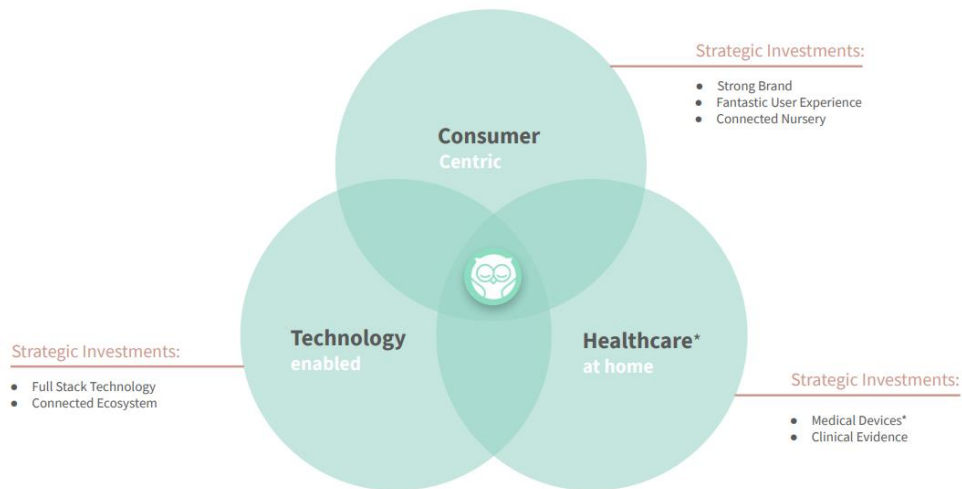 Strategic Investments:
● Strong Brand
● Fantastic User Experience
● Connected Nursery
Consumer
Centric
Technology
enabled
Healthcare*
at home
Strategic Investments:
● Full Stack Technology
● Connected Ecosystem
Strategic Investments:
● Medical Devices*
● Clinical Evidence